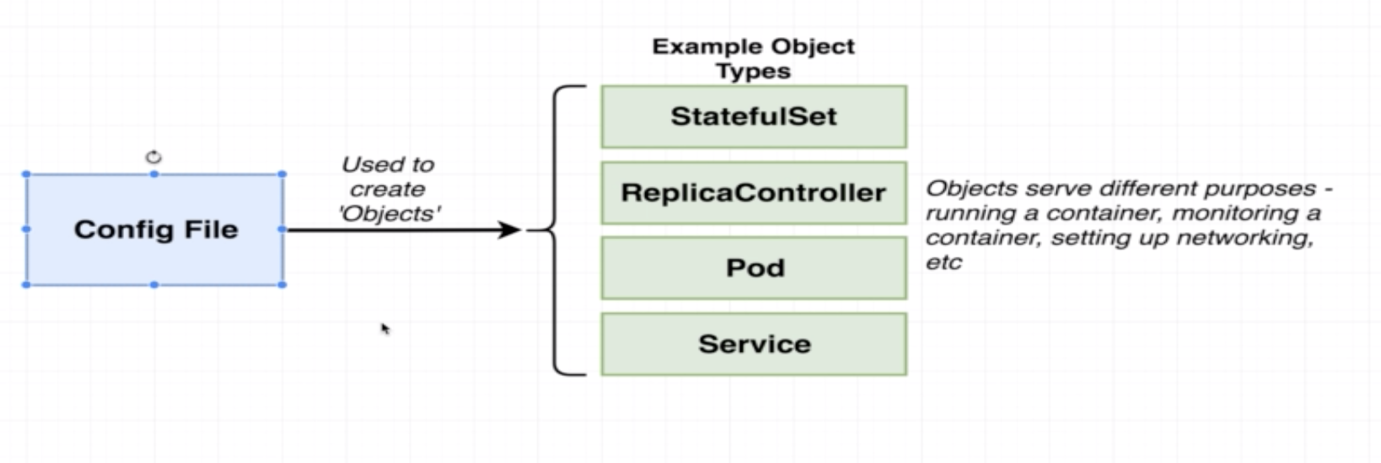 Example Object
Types
StatefulSet
ReplicaController
Pod
Service
Config File
Used to
create
'Objects'
Objects serve different purposes -
running a container, monitoring a
container, setting up networking,
etc